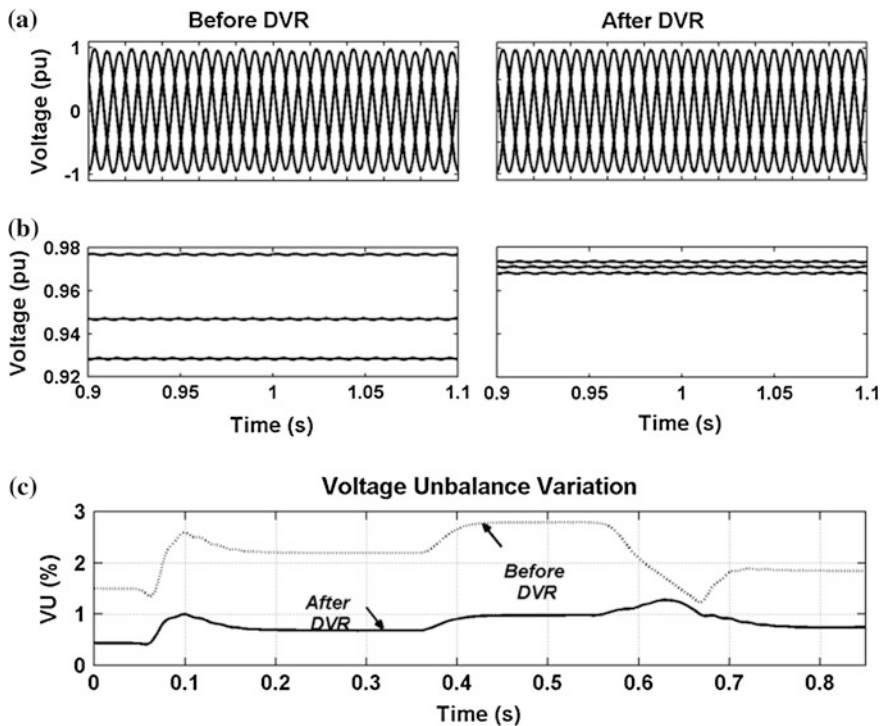 (a)
Before DVR
After DVR
Voltage (pu)
1
0
-1
(b)
Voltage (pu)
0.98
0.96
0.94
0.92
0.9
0.95
1
1.05
1.1
0.9
0.95
1
1.05
1.1
Time (s)
Time (s)
(c)
Voltage Unbalance Variation
VU (%)
3
2
1
0
Before
DVR
After
DVR
0
0.1
0.2
0.3
0.4
0.5
0.6
0.7
0.8
Time (s)